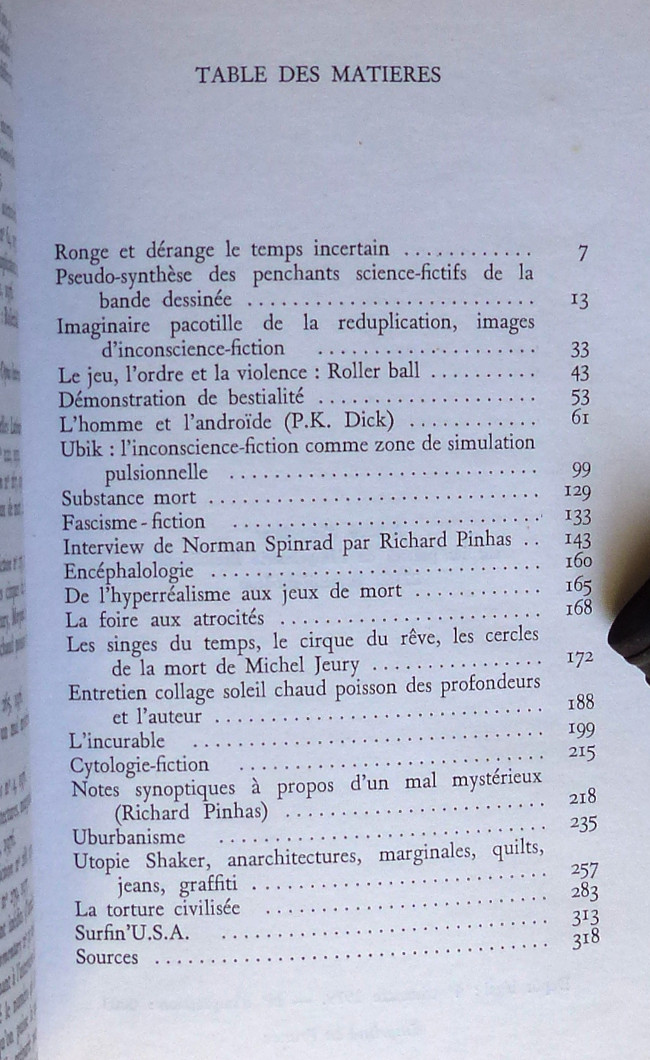 TABLE DES MATIERES
Ronge et dérange le temps incertain ............ 7
Pseudo-synthèse des penchants science-fictifs de la
bande dessinée .......................... 13
Imaginaire pacotille de la reduplication, images
d'inconscience-fiction .................... 33
Le jeu, l'ordre et la violence : Roller ball .......... 43
Démonstration de bestialité .................... 53
L'homme et l'androïde (P.K. Dick) ............ 61
Ubik : l'inconscience-fiction comme zone de simulation
pulsionnelle ............................ 99
Substance mort .............................. 129
Fascisme - fiction ............................ 133
Interview de Norman Spinrad par Richard Pinhas .. 143
Encéphalologie .............................. 160
De l'hyperréalisme aux jeux de mort ............ 165
La foire aux atrocités ........................ 168
Les singes du temps, le cirque du rêve, les cercles
de la mort de Michel Jeury ................ 172
Entretien collage soleil chaud poisson des profondeurs
et l'auteur .............................. 188
L'incurable ................................ 199
Cytologie-fiction ............................ 215
Notes synoptiques à propos d'un mal mystérieux
(Richard Pinhas) ........................ 218
Uburbanisme .............................. 235
Utopie Shaker, anarchitectures, marginales, quilts,
jeans, graffiti ............................ 257
La torture civilisée .......................... 283
Surfin'U.S.A. .............................. 313
Sources .................................... 318